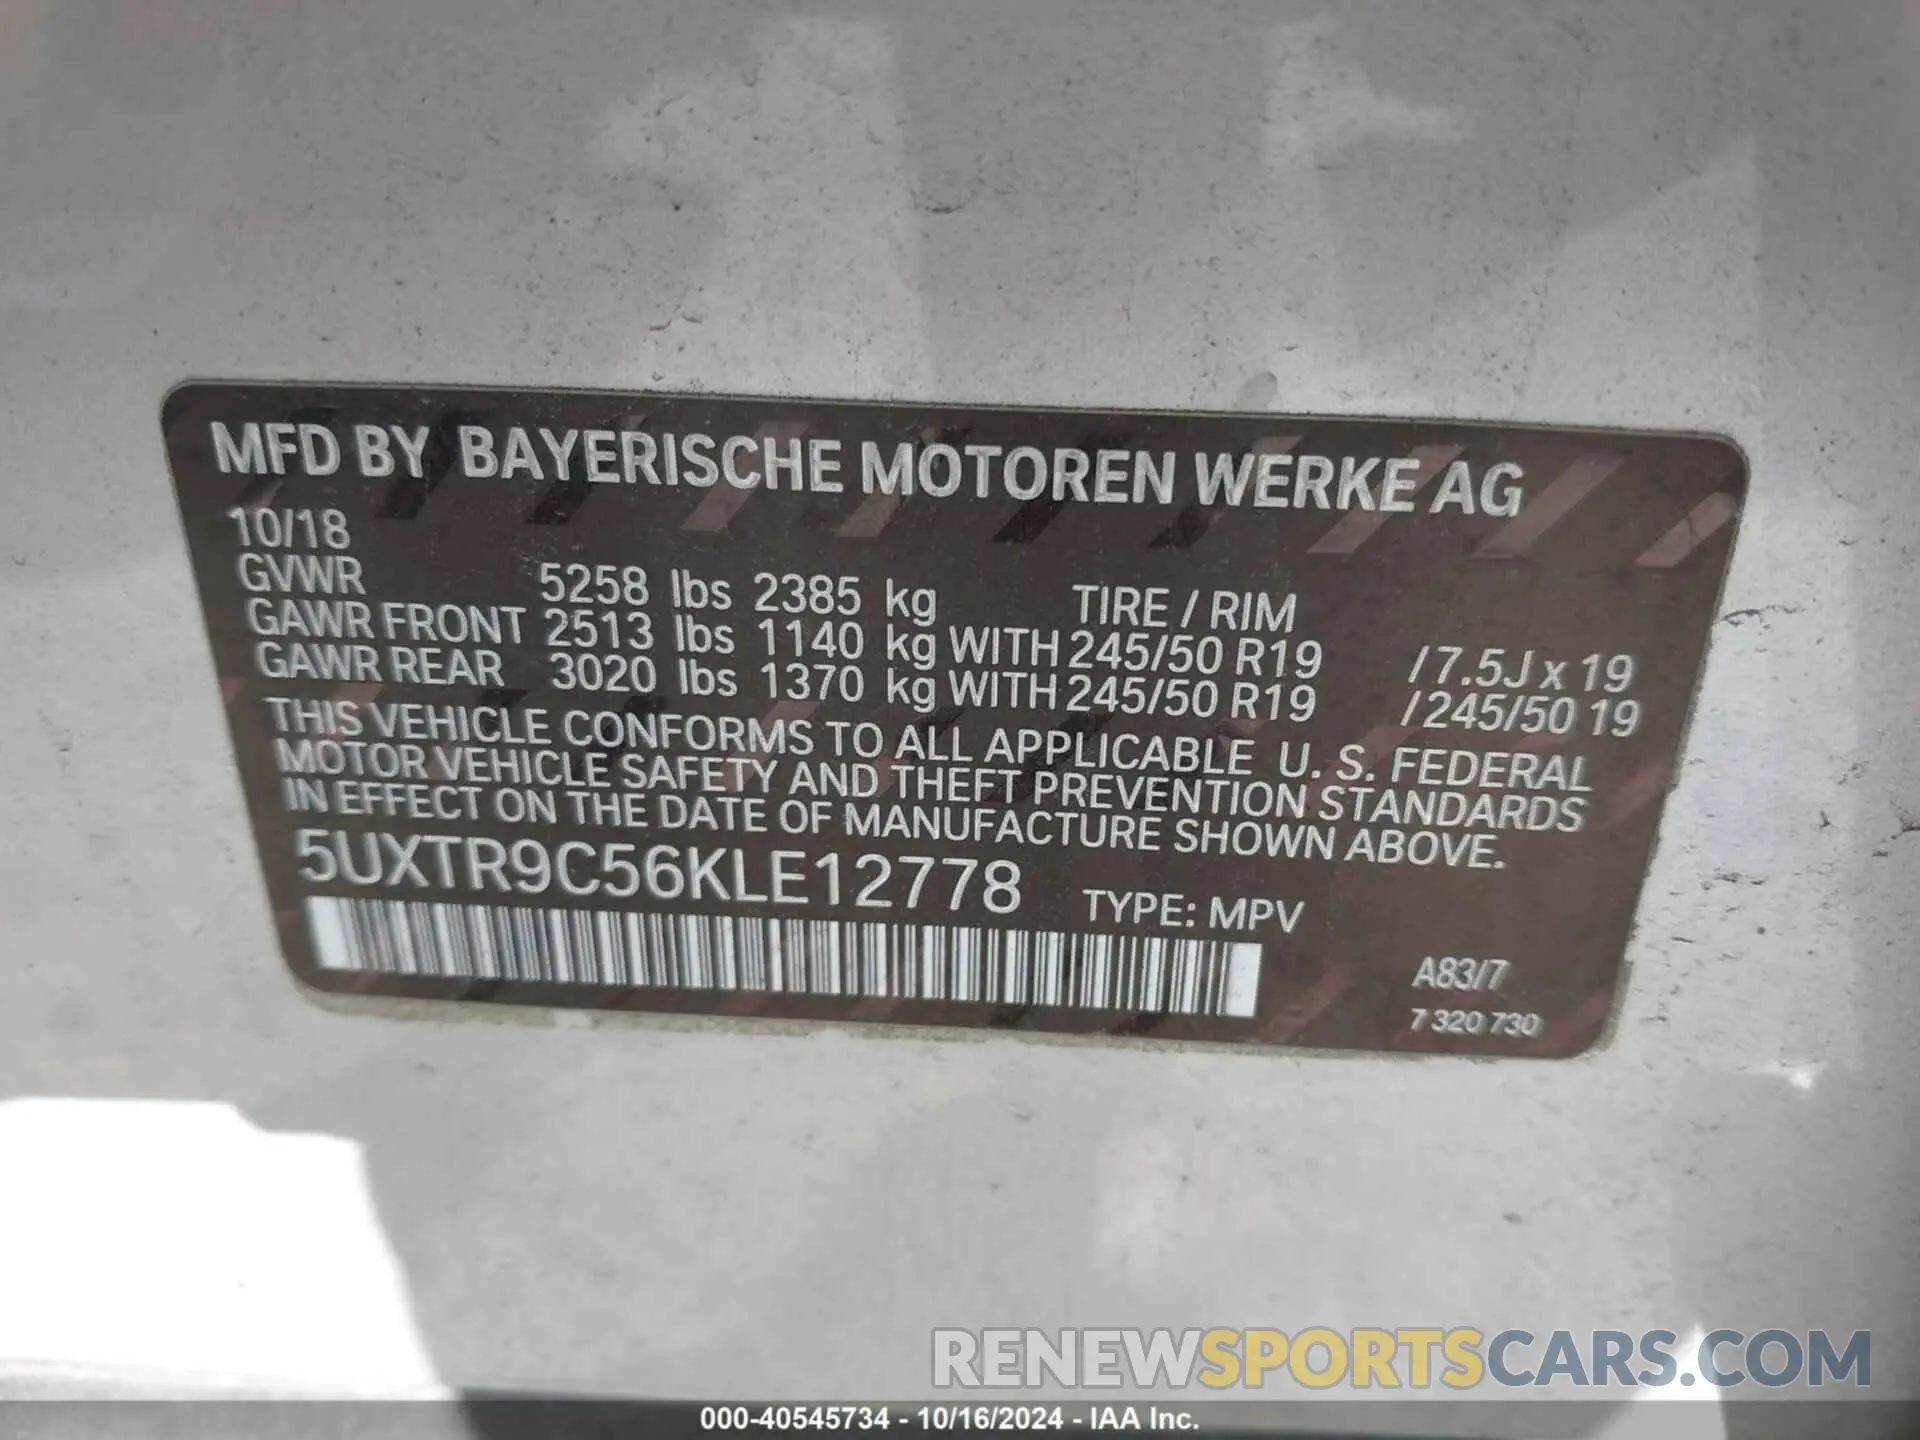 MFD BY BAYERISCHE MOTOREN WERKE AG
10/18
GVWR 5258 lbs 2385 kg TIRE / RIM
GAWR FRONT 2513 lbs 1140 kg WITH 245/50 R19 /7.5J x 19
GAWR REAR 3020 lbs 1370 kg WITH 245/50 R19 /245/50 19
THIS VEHICLE CONFORMS TO ALL APPLICABLE U. S. FEDERAL
MOTOR VEHICLE SAFETY AND THEFT PREVENTION STANDARDS
IN EFFECT ON THE DATE OF MANUFACTURE SHOWN ABOVE.
5UXTR9C56KLE12778 TYPE: MPV
A83/7
7 320 730
RENEWSPORTSCARS.COM
000-40545734 - 10/16/2024 - IAA Inc.